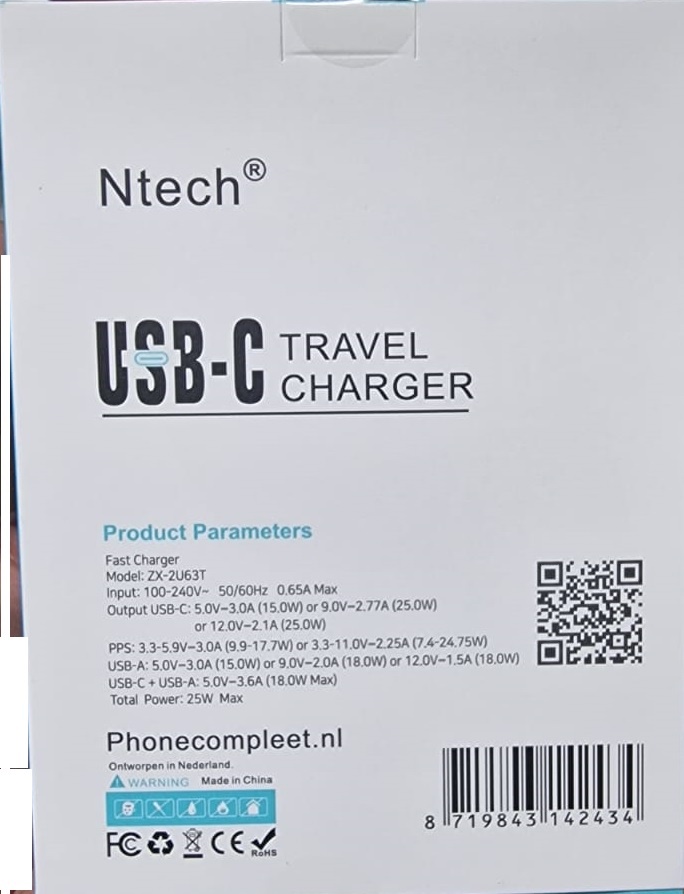 Ntech®
USB-C TRAVEL
CHARGER
Product Parameters
Fast Charger
Model: ZX-2U63T
Input: 100-240V~ 50/60Hz 0.65A Max
Output USB-C: 5.0V⎓3.0A (15.0W) or 9.0V⎓2.77A (25.0W)
or 12.0V⎓2.1A (25.0W)
PPS: 3.3-5.9V⎓3.0A (9.9-17.7W) or 3.3-11.0V⎓2.25A (7.4-24.75W)
USB-A: 5.0V⎓3.0A (15.0W) or 9.0V⎓2.0A (18.0W) or 12.0V⎓1.5A (18.0W)
USB-C + USB-A: 5.0V⎓3.6A (18.0W Max)
Total Power: 25W Max
Phonecompleet.nl
Ontworpen in Nederland.
WARNING Made in China
FC CE RoHS
8 719843 142434